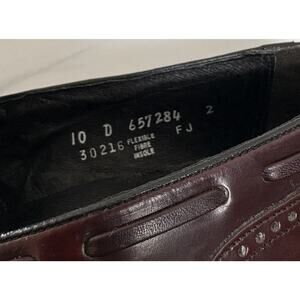 10 D 657284 2
30216 FLEXIBLE FIBRE INSOLE FJ